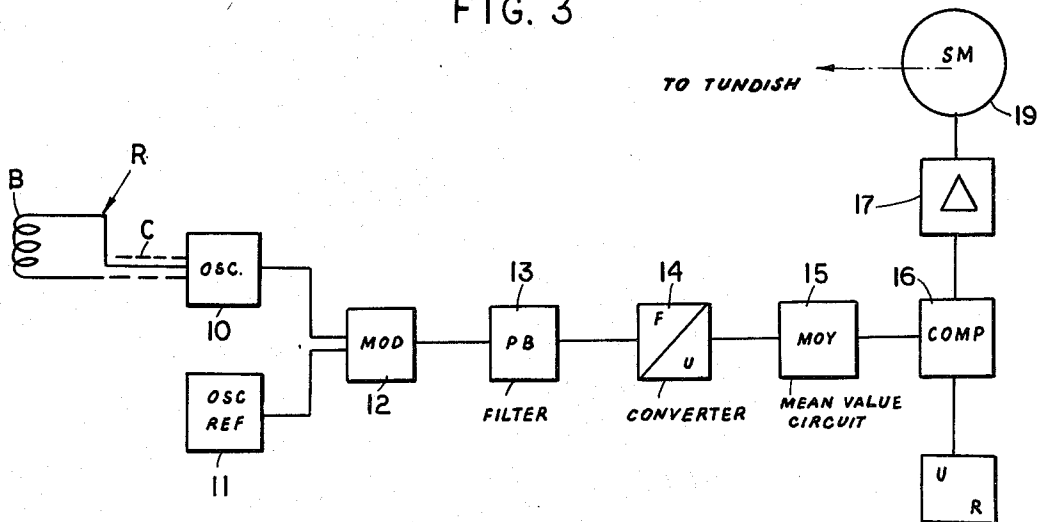 FIG. 3
SM
TO TUNDISH
19
R
B
17
Δ
C
OSC.
13
14
15
16
F
10
MOD
PB
U
MOY
COMP
OSC
REF
12
FILTER
CONVERTER
MEAN VALUE
CIRCUIT
11
U
R